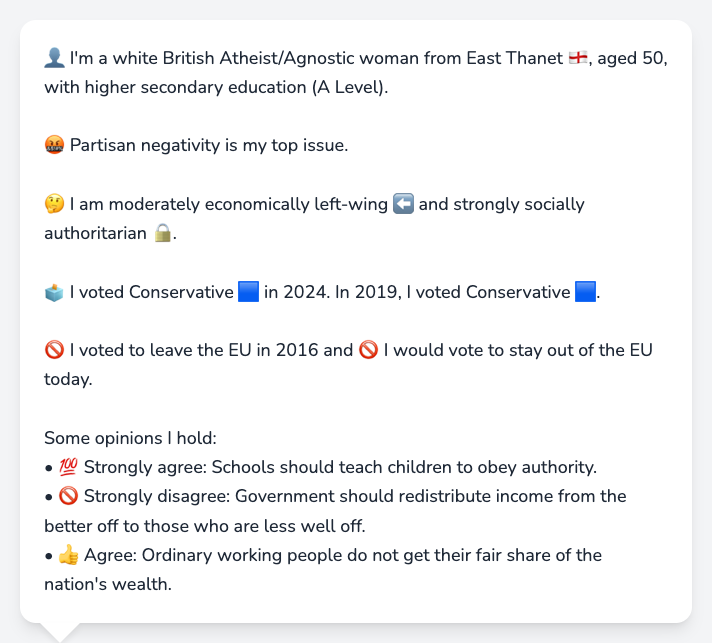 👤 I'm a white British Atheist/Agnostic woman from East Thanet 🏴󠁧󠁢󠁥󠁮󠁧󠁿, aged 50,
with higher secondary education (A Level).
🤬 Partisan negativity is my top issue.
🤔 I am moderately economically left-wing ⬅️ and strongly socially
authoritarian 🔒.
🗳️ I voted Conservative 🟦 in 2024. In 2019, I voted Conservative 🟦.
🚫 I voted to leave the EU in 2016 and 🚫 I would vote to stay out of the EU
today.
Some opinions I hold:
• 💯 Strongly agree: Schools should teach children to obey authority.
• 🚫 Strongly disagree: Government should redistribute income from the
better off to those who are less well off.
• 👍 Agree: Ordinary working people do not get their fair share of the
nation's wealth.